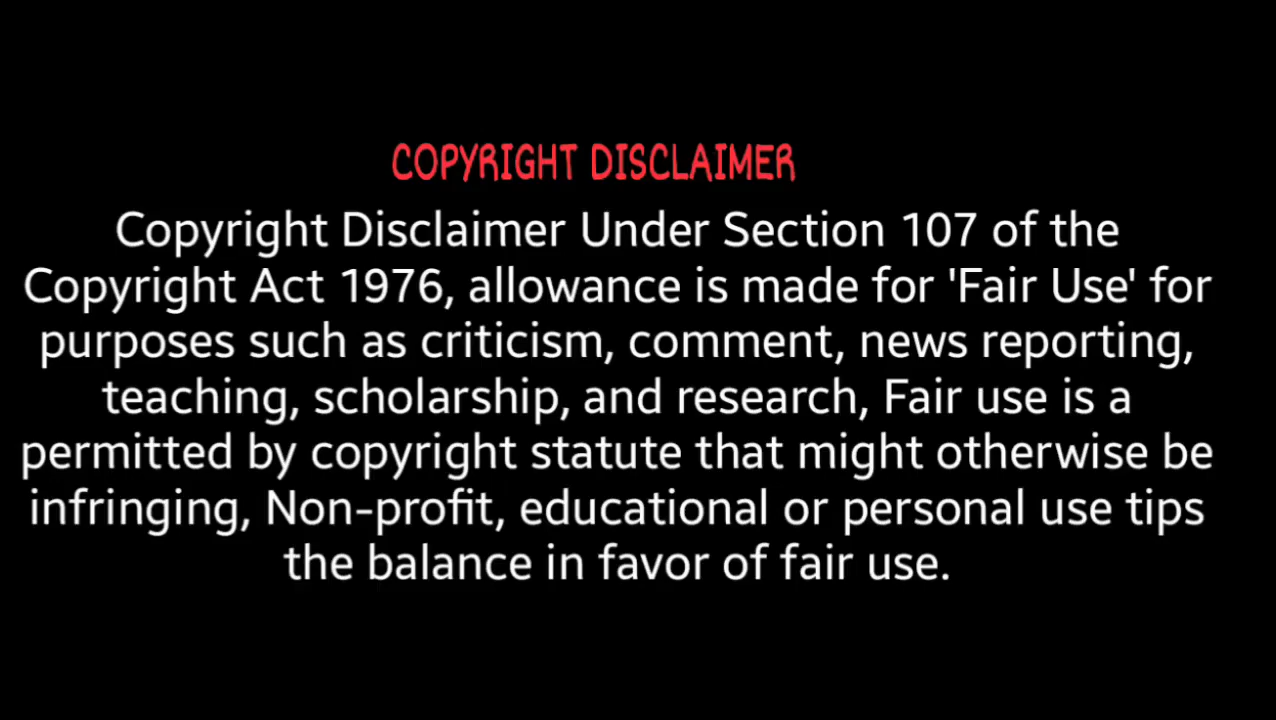 COPYRIGHT DISCLAIMER
Copyright Disclaimer Under Section 107 of the
Copyright Act 1976, allowance is made for 'Fair Use' for
purposes such as criticism, comment, news reporting,
teaching, scholarship, and research, Fair use is a
permitted by copyright statute that might otherwise be
infringing, Non-profit, educational or personal use tips
the balance in favor of fair use.